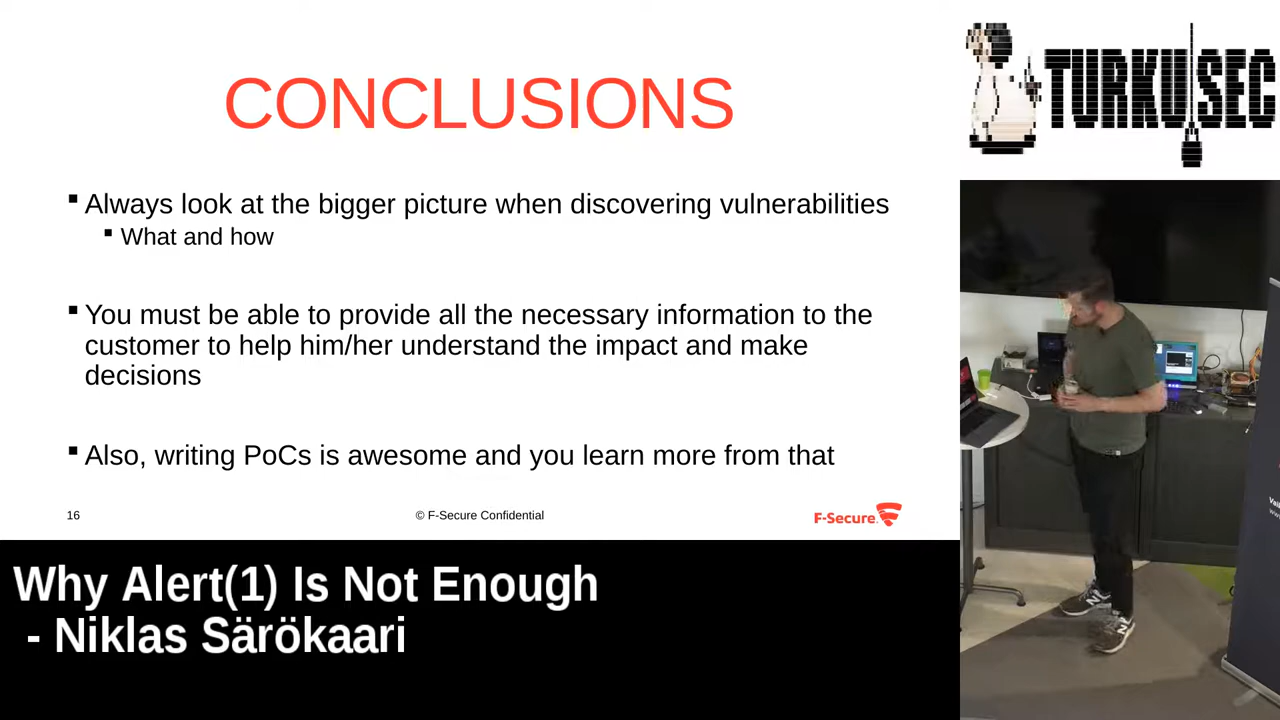 CONCLUSIONS
TURKU SEC
▪ Always look at the bigger picture when discovering vulnerabilities
▪ What and how
▪ You must be able to provide all the necessary information to the
customer to help him/her understand the impact and make
decisions
▪ Also, writing PoCs is awesome and you learn more from that
16
© F-Secure Confidential
F-Secure.
Why Alert(1) Is Not Enough
- Niklas Särökaari